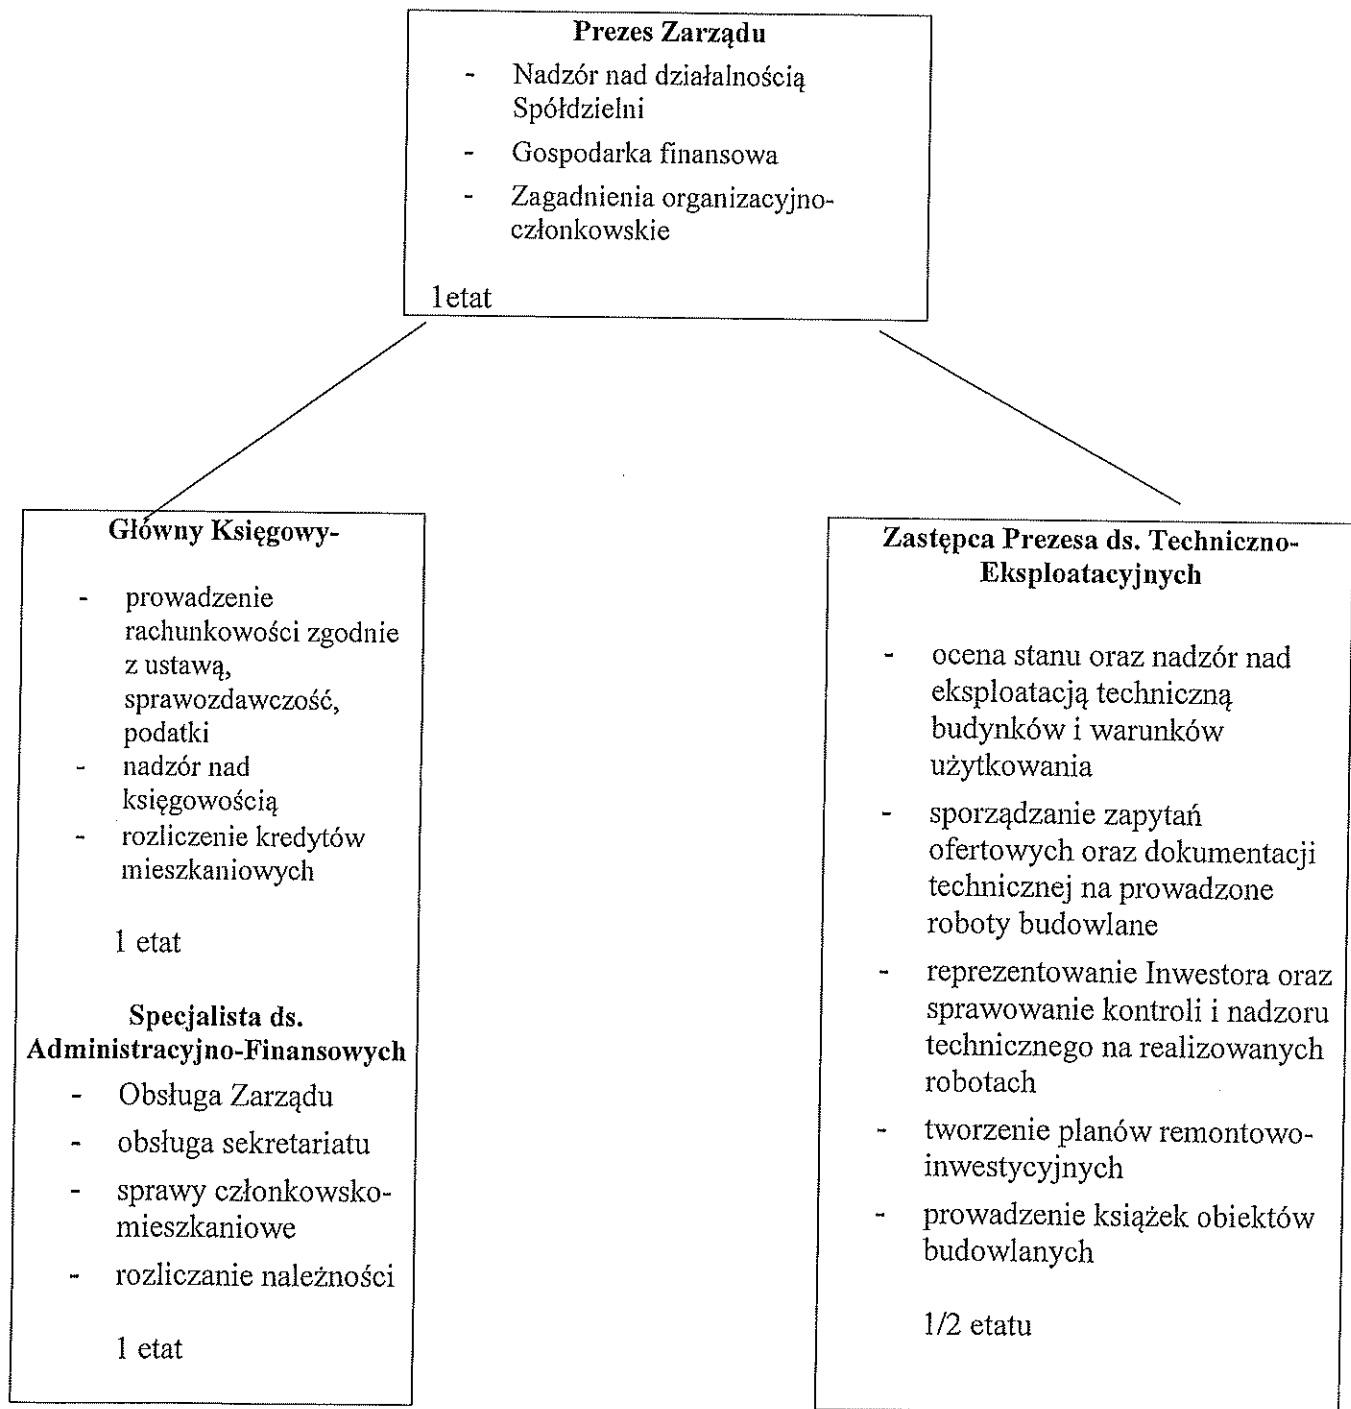 Prezes Zarządu
- Nadzór nad działalnością
Spółdzielni
- Gospodarka finansowa
- Zagadnienia organizacyjno-
członkowskie
1etat
Główny Księgowy-
- prowadzenie
rachunkowości zgodnie
z ustawą,
sprawozdawczość,
podatki
- nadzór nad
księgowością
- rozliczenie kredytów
mieszkaniowych
1 etat
Specjalista ds.
Administracyjno-Finansowych
- Obsługa Zarządu
- obsługa sekretariatu
- sprawy członkowsko-
mieszkaniowe
- rozliczanie należności
1 etat
Zastępca Prezesa ds. Techniczno-
Eksploatacyjnych
- ocena stanu oraz nadzór nad
eksploatacją techniczną
budynków i warunków
użytkowania
- sporządzanie zapytań
ofertowych oraz dokumentacji
technicznej na prowadzone
roboty budowlane
- reprezentowanie Inwestora oraz
sprawowanie kontroli i nadzoru
technicznego na realizowanych
robotach
- tworzenie planów remontowo-
inwestycyjnych
- prowadzenie książek obiektów
budowlanych
1/2 etatu